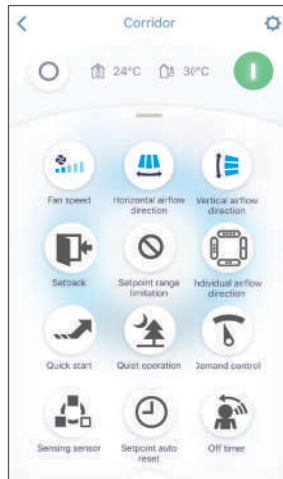 Corridor
24°C 30°C
Fan speed
Horizontal airflow
direction
Vertical airflow
direction
Setback
Setpoint range
limitation
Individual airflow
direction
Quick start
Quiet operation
Demand control
Sensing sensor
Setpoint auto
reset
Off timer